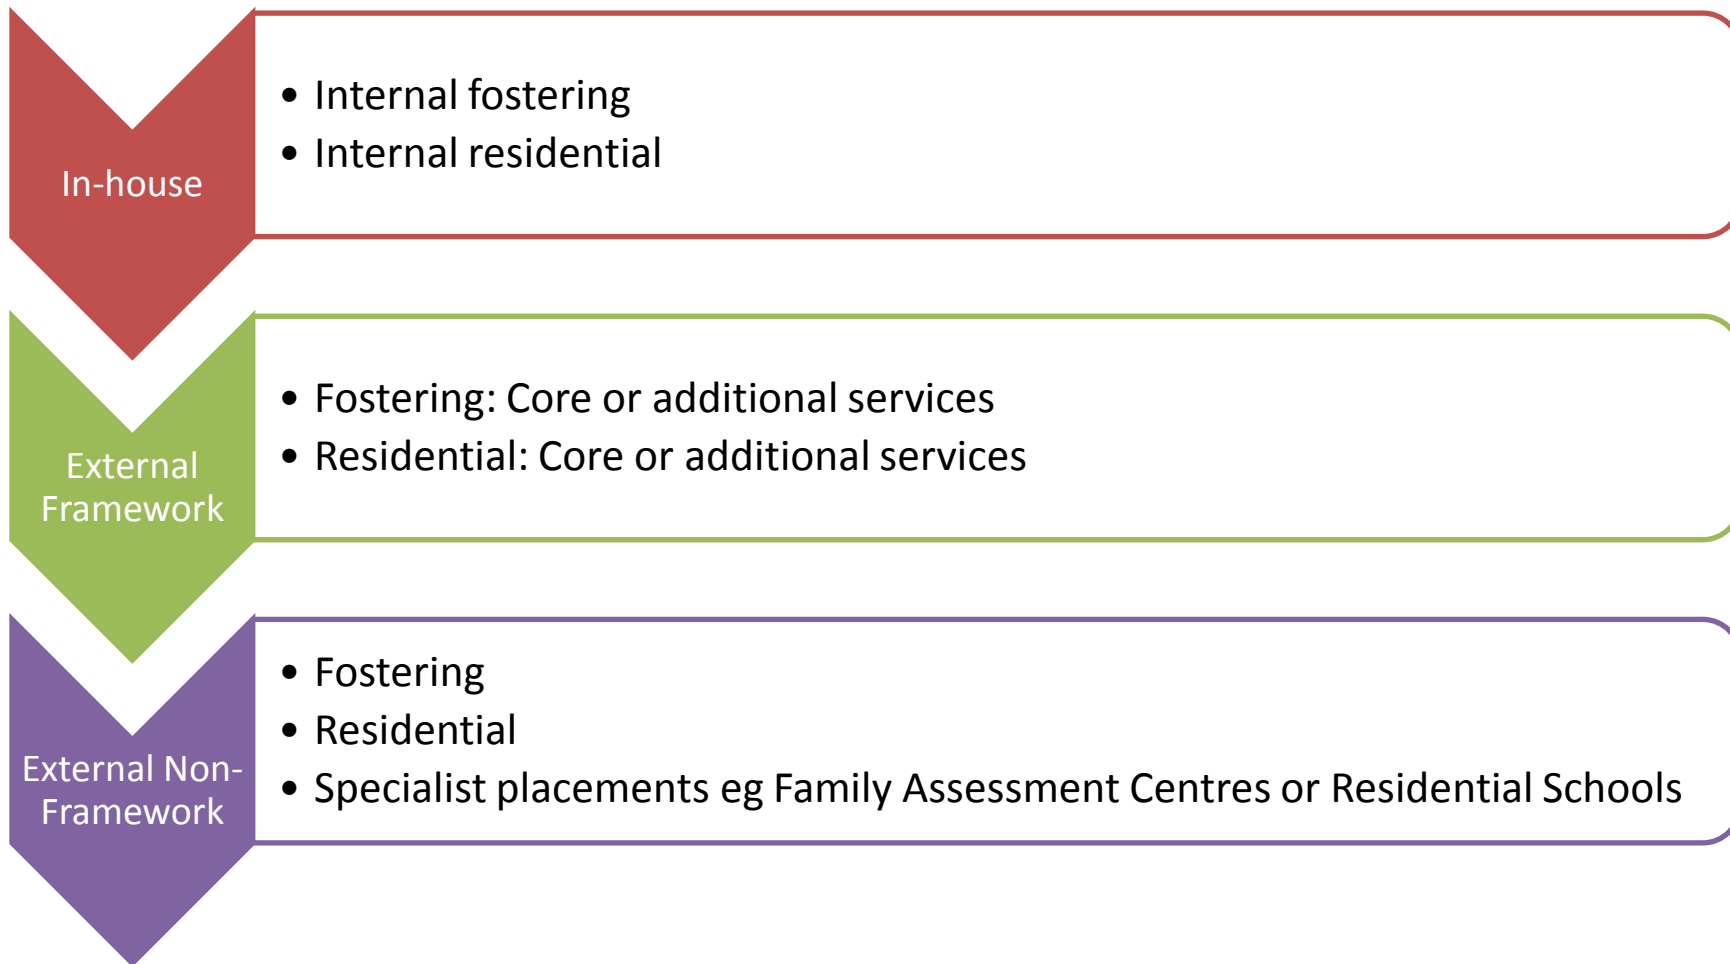 In-house
• Internal fostering
• Internal residential
External
Framework
• Fostering: Core or additional services
• Residential: Core or additional services
External Non-
Framework
• Fostering
• Residential
• Specialist placements eg Family Assessment Centres or Residential Schools